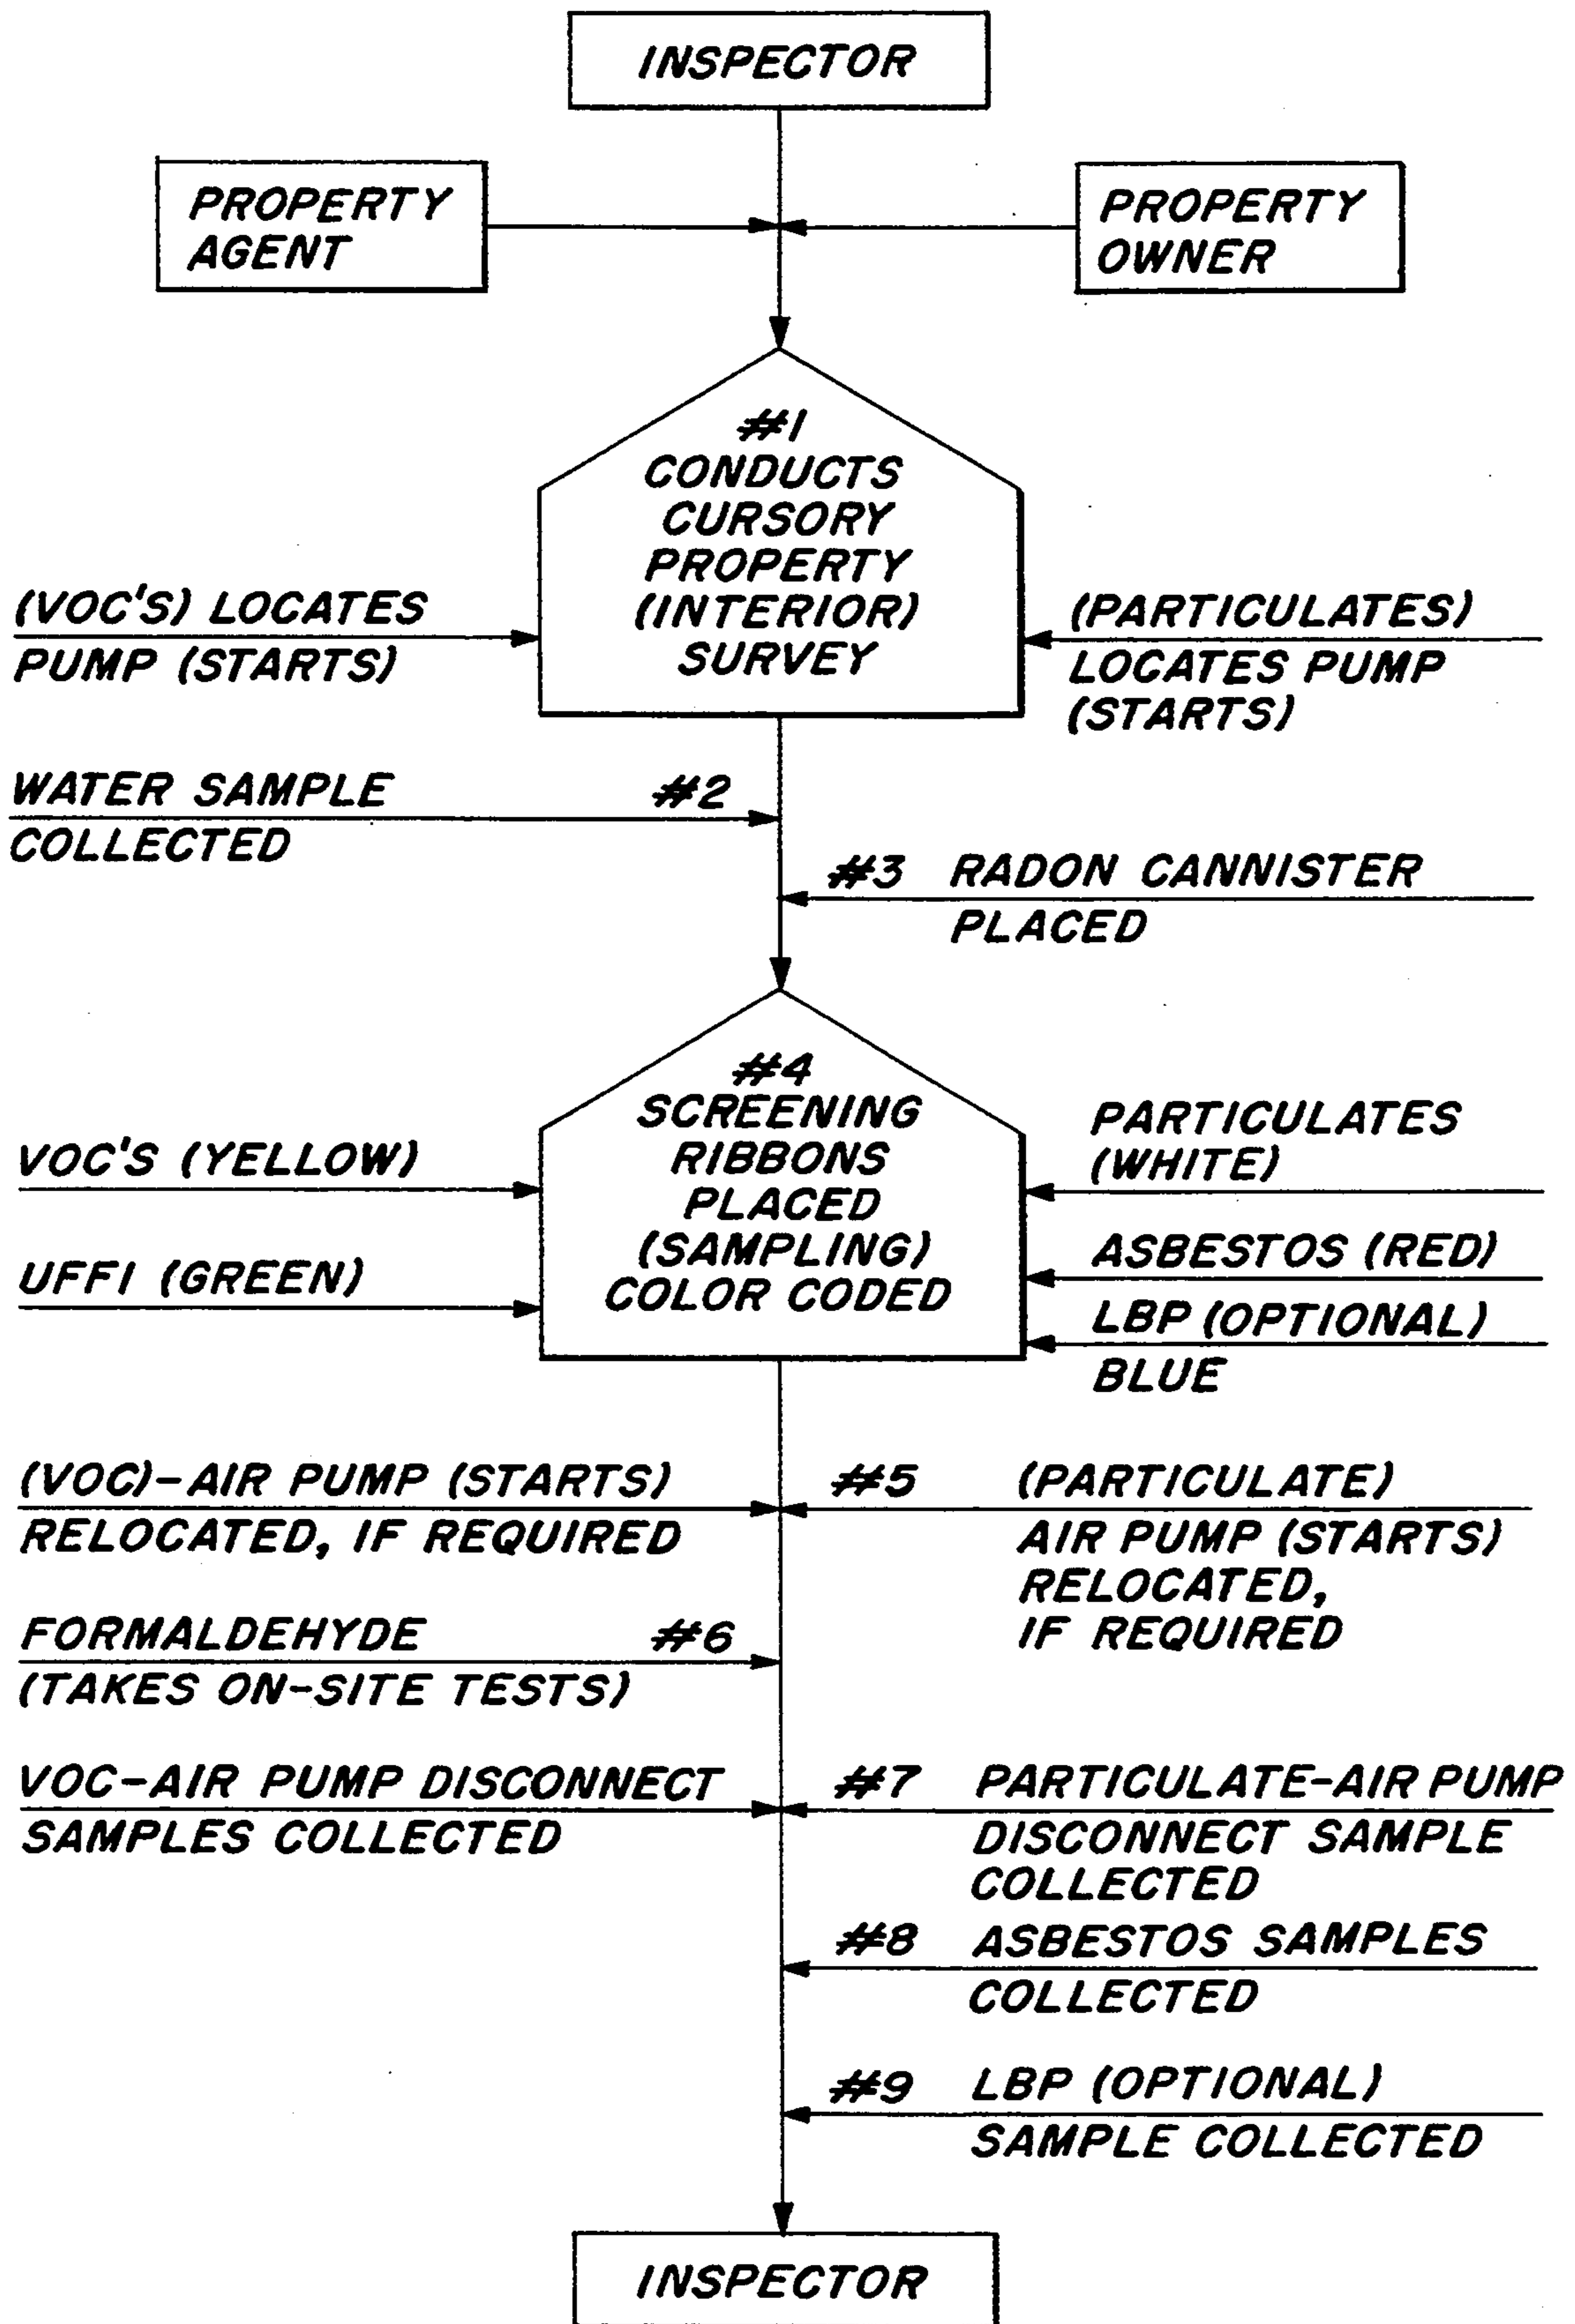 INSPECTOR
PROPERTY
AGENT
PROPERTY
OWNER
#1
CONDUCTS
CURSORY
PROPERTY
(INTERIOR)
SURVEY
(VOC'S) LOCATES
PUMP (STARTS)
(PARTICULATES)
LOCATES PUMP
(STARTS)
WATER SAMPLE #2
COLLECTED
#3 RADON CANNISTER
PLACED
#4
SCREENING
RIBBONS
PLACED
(SAMPLING)
COLOR CODED
VOC'S (YELLOW)
UFFI (GREEN)
PARTICULATES
(WHITE)
ASBESTOS (RED)
LBP (OPTIONAL)
BLUE
(VOC)-AIR PUMP (STARTS)
RELOCATED, IF REQUIRED
#5 (PARTICULATE)
AIR PUMP (STARTS)
RELOCATED,
IF REQUIRED
FORMALDEHYDE #6
(TAKES ON-SITE TESTS)
VOC-AIR PUMP DISCONNECT
SAMPLES COLLECTED
#7 PARTICULATE-AIR PUMP
DISCONNECT SAMPLE
COLLECTED
#8 ASBESTOS SAMPLES
COLLECTED
#9 LBP (OPTIONAL)
SAMPLE COLLECTED
INSPECTOR